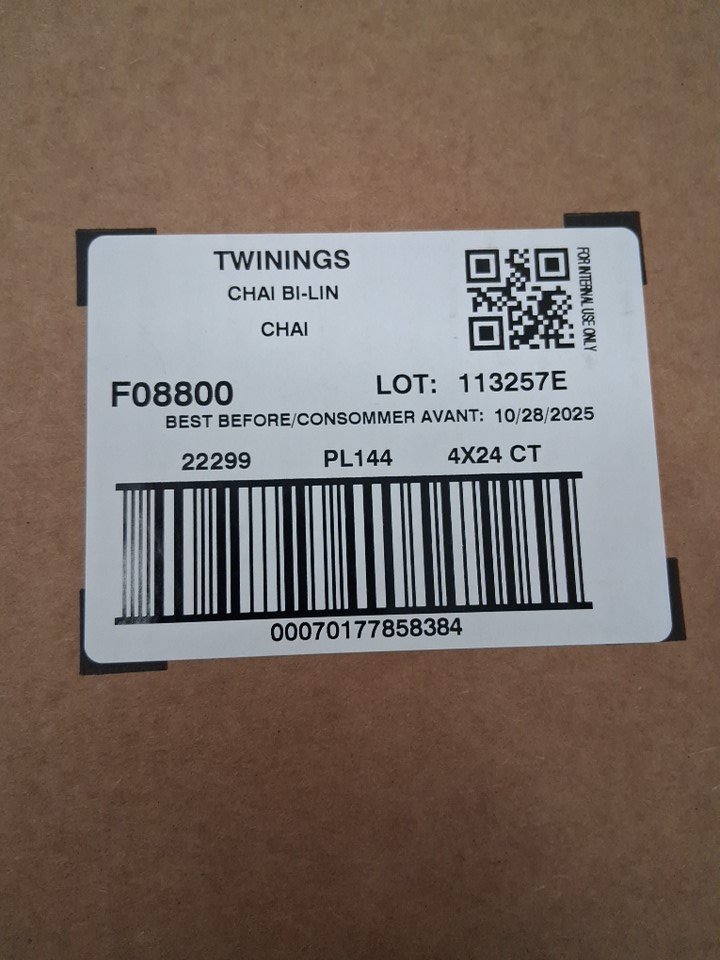 TWININGS
CHAI BI-LIN
CHAI
FOR INTERNAL USE ONLY
F08800
LOT: 113257E
BEST BEFORE/CONSOMMER AVANT: 10/28/2025
22299 PL144 4X24 CT
00070177858384